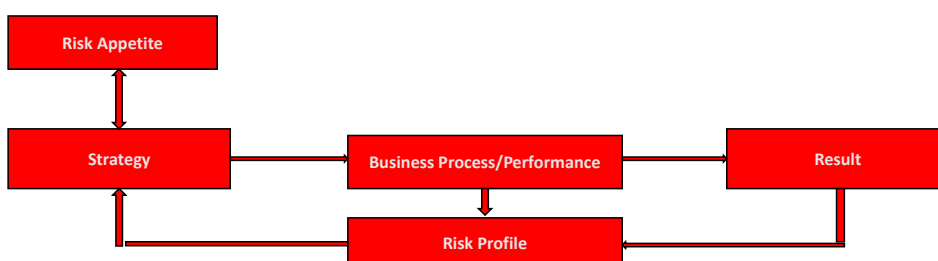 Risk Appetite
Strategy
Business Process/Performance
Result
Risk Profile